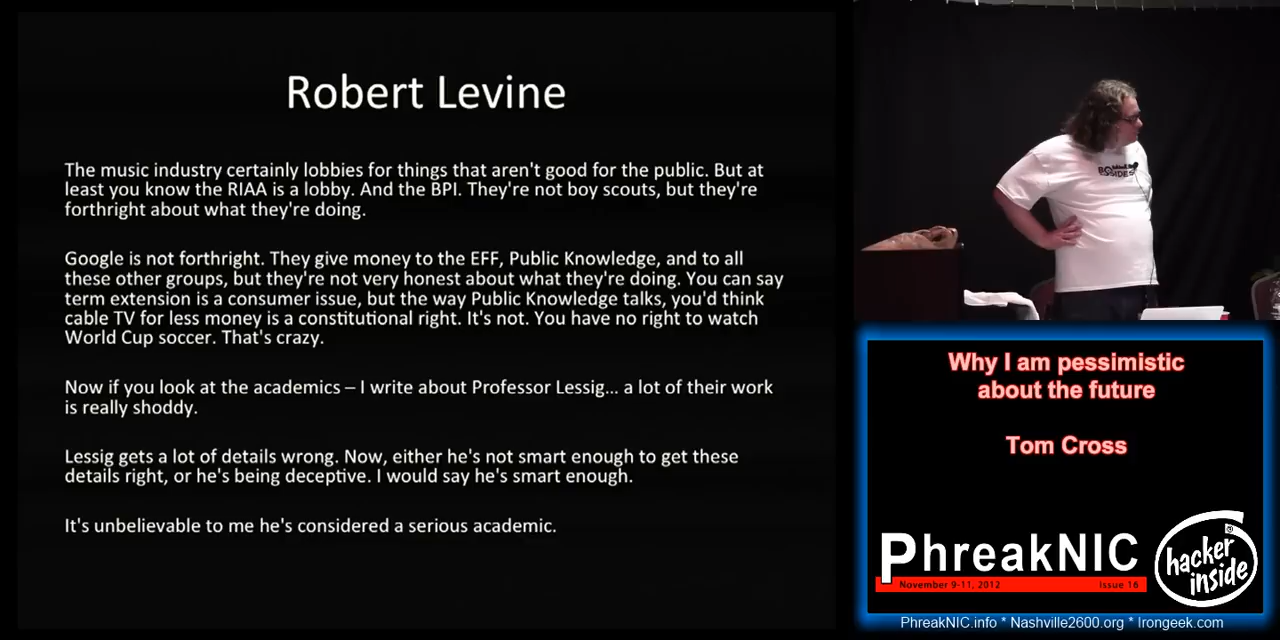 Robert Levine
The music industry certainly lobbies for things that aren't good for the public. But at
least you know the RIAA is a lobby. And the BPI. They're not boy scouts, but they're
forthright about what they're doing.
Google is not forthright. They give money to the EFF, Public Knowledge, and to all
these other groups, but they're not very honest about what they're doing. You can say
term extension is a consumer issue, but the way Public Knowledge talks, you'd think
cable TV for less money is a constitutional right. It's not. You have no right to watch
World Cup soccer. That's crazy.
Now if you look at the academics – I write about Professor Lessig... a lot of their work
is really shoddy.
Lessig gets a lot of details wrong. Now, either he's not smart enough to get these
details right, or he's being deceptive. I would say he's smart enough.
It's unbelievable to me he's considered a serious academic.
Why I am pessimistic
about the future
Tom Cross
PhreakNIC
November 9-11, 2012 Issue 16
hacker
inside
PhreakNIC.info * Nashville2600.org * Irongeek.com